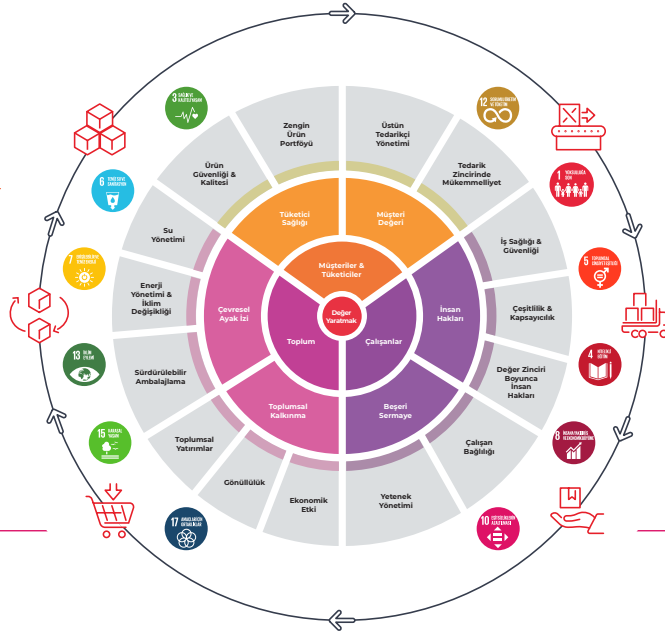 Değer
Yaratmak
Müşteriler &
Tüketiciler
Çalışanlar
Toplum
Tüketici
Sağlığı
Müşteri
Değeri
İnsan
Hakları
Beşeri
Sermaye
Toplumsal
Kalkınma
Çevresel
Ayak İzi
Zengin
Ürün
Portföyü
Üstün
Tedarikçi
Yönetimi
Tedarik
Zincirinde
Mükemmelliyet
İş Sağlığı &
Güvenliği
Çeşitlilik &
Kapsayıcılık
Değer Zinciri
Boyunca
İnsan
Hakları
Çalışan
Bağlılığı
Yetenek
Yönetimi
Ekonomik
Etki
Gönüllülük
Toplumsal
Yatırımlar
Sürdürülebilir
Ambalajlama
Enerji
Yönetimi &
İklim
Değişikliği
Su
Yönetimi
Ürün
Güvenliği &
Kalitesi
3
12
1
5
4
8
10
17
15
13
7
6